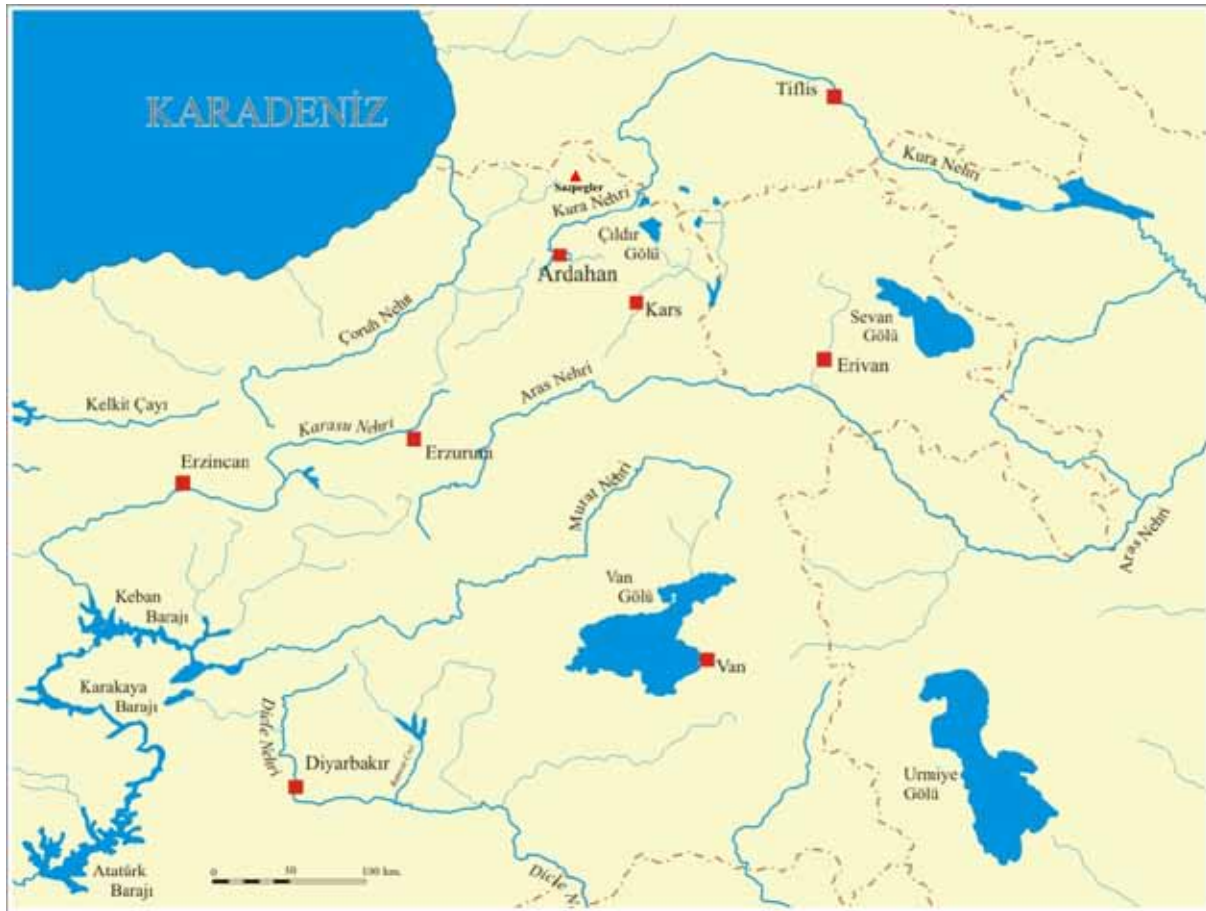 KARADENİZ
Tiflis
Kura Nehri
Sazpegler
Kura Nehri
Çıldır
Gölü
Ardahan
Kars
Çoruh Nehri
Sevan
Gölü
Erivan
Aras Nehri
Kelkit Çayı
Karasu Nehri
Erzurum
Erzincan
Murat Nehri
Aras Nehri
Van
Gölü
Keban
Barajı
Van
Karakaya
Barajı
Dicle Nehri
Diyarbakır
Urmiye
Gölü
Atatürk
Barajı
0
50
100 km.
Dicle N